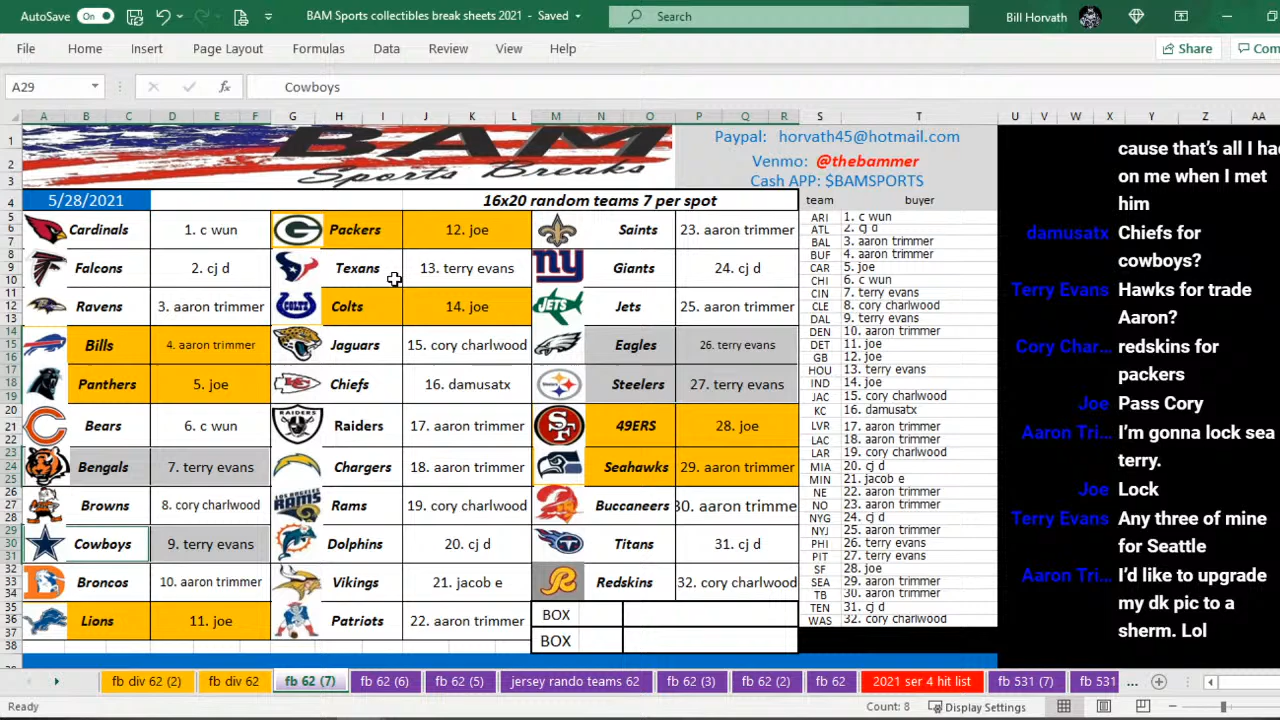 AutoSave On BAM Sports collectibles break sheets 2021 - Saved Search Bill Horvath
File Home Insert Page Layout Formulas Data Review View Help Share Com
A29 fx Cowboys
A B C D E F G H I J K L M N O P Q R S T U V W X Y Z AA
BAM
Sports Breaks
Paypal: horvath45@hotmail.com
Venmo: @thebammer
Cash APP: $BAMSPORTS
5/28/2021 16x20 random teams 7 per spot team buyer
Cardinals 1. c wun Packers 12. joe Saints 23. aaron trimmer
Falcons 2. cj d Texans 13. terry evans Giants 24. cj d
Ravens 3. aaron trimmer COLTS Colts 14. joe JETS Jets 25. aaron trimmer
Bills 4. aaron trimmer Jaguars 15. cory charlwood Eagles 26. terry evans
Panthers 5. joe Chiefs 16. damusatx Steelers Steelers 27. terry evans
Bears 6. c wun RAIDERS Raiders 17. aaron trimmer 49ERS 28. joe
Bengals 7. terry evans Chargers 18. aaron trimmer Seahawks 29. aaron trimmer
Browns 8. cory charlwood LOS ANGELES RAMS Rams 19. cory charlwood Buccaneers 30. aaron trimme
Cowboys 9. terry evans Dolphins 20. cj d Titans 31. cj d
Broncos 10. aaron trimmer Vikings 21. jacob e Redskins 32. cory charlwood
Lions 11. joe Patriots 22. aaron trimmer BOX
BOX
ARI 1. c wun
ATL 2. cj d
BAL 3. aaron trimmer
BUF 4. aaron trimmer
CAR 5. joe
CHI 6. c wun
CIN 7. terry evans
CLE 8. cory charlwood
DAL 9. terry evans
DEN 10. aaron trimmer
DET 11. joe
GB 12. joe
HOU 13. terry evans
IND 14. joe
JAC 15. cory charlwood
KC 16. damusatx
LVR 17. aaron trimmer
LAC 18. aaron trimmer
LAR 19. cory charlwood
MIA 20. cj d
MIN 21. jacob e
NE 22. aaron trimmer
NO 23. aaron trimmer
NYG 24. cj d
NYJ 25. aaron trimmer
PHI 26. terry evans
PIT 27. terry evans
SF 28. joe
SEA 29. aaron trimmer
TB 30. aaron trimmer
TEN 31. cj d
WAS 32. cory charlwood
cause that's all I had
on me when I met
him
damusatx Chiefs for
cowboys?
Terry Evans Hawks for trade
Aaron?
Cory Char... redskins for
packers
Joe Pass Cory
Aaron Tri... I'm gonna lock sea
terry.
Joe Lock
Terry Evans Any three of mine
for Seattle
Aaron Tri... I'd like to upgrade
my dk pic to a
sherm. Lol
fb div 62 (2) fb div 62 fb 62 (7) fb 62 (6) fb 62 (5) jersey rando teams 62 fb 62 (3) fb 62 (2) fb 62 2021 ser 4 hit list fb 531 (7) fb 531 ...
Ready Count: 8 Display Settings